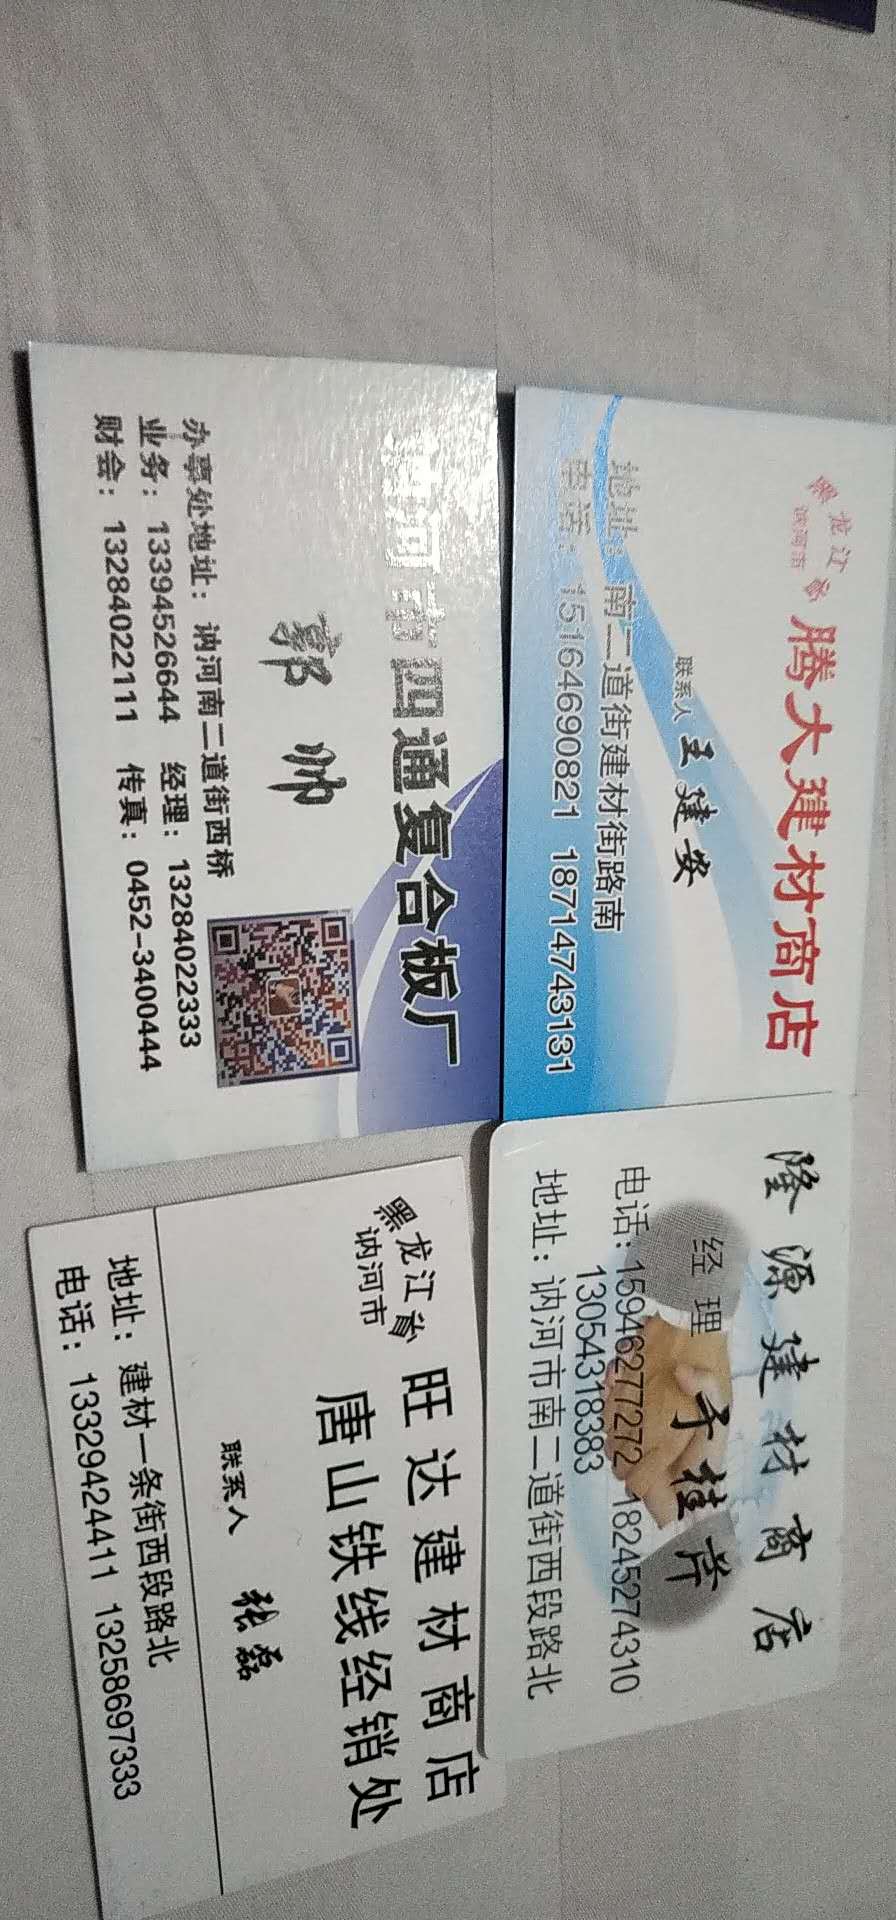 黑龙江省
讷河市
腾大建材商店
联系人 王建安
地址：南二道街建材街路南
电话：15164690821 18714743131
讷河市四通复合板厂
郭帅
办事处地址：讷河南二道街西桥
业务：13394526644 经理：13284022333
财会：13284022111 传真：0452-3400444
隆源建材商店
经理 于桂芹
电话：15946277272 18245274310
13054318383
地址：讷河市南二道街西段路北
黑龙江省
讷河市
旺达建材商店
唐山铁线经销处
联系人 张磊
地址：建材一条街西段路北
电话：13329424411 13258697333